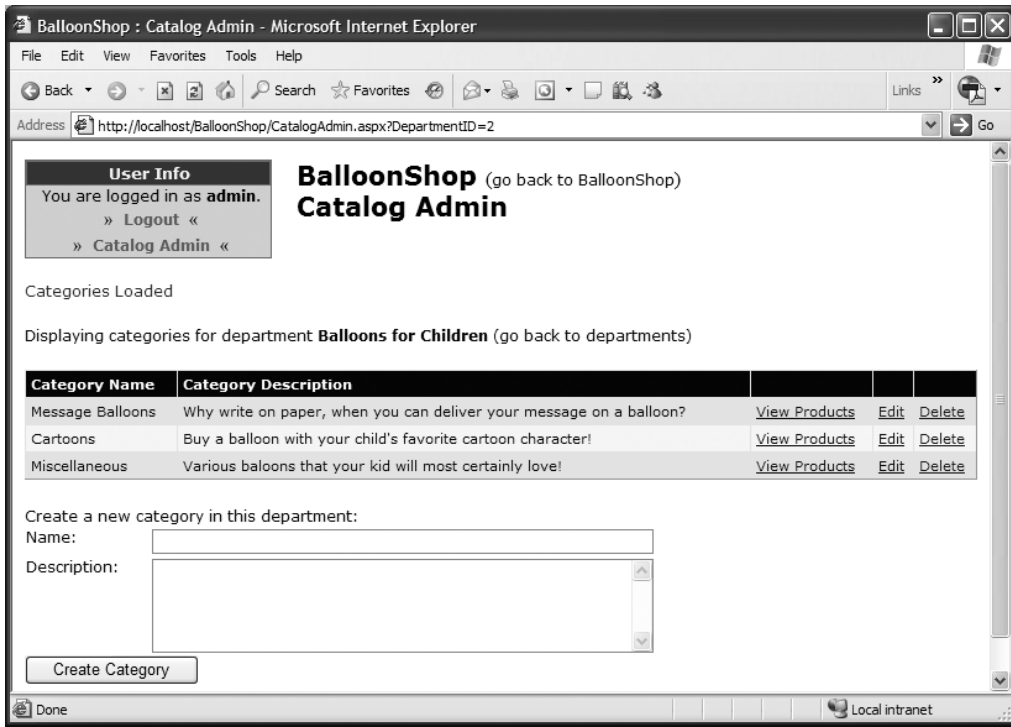 BalloonShop : Catalog Admin - Microsoft Internet Explorer
File Edit View Favorites Tools Help
Back Search Favorites Links »
Address http://localhost/BalloonShop/CatalogAdmin.aspx?DepartmentID=2 Go
User Info
You are logged in as admin.
» Logout «
» Catalog Admin «
BalloonShop (go back to BalloonShop)
Catalog Admin
Categories Loaded
Displaying categories for department Balloons for Children (go back to departments)
Category Name Category Description
Message Balloons Why write on paper, when you can deliver your message on a balloon? View Products Edit Delete
Cartoons Buy a balloon with your child's favorite cartoon character! View Products Edit Delete
Miscellaneous Various baloons that your kid will most certainly love! View Products Edit Delete
Create a new category in this department:
Name:
Description:
Create Category
Done Local intranet